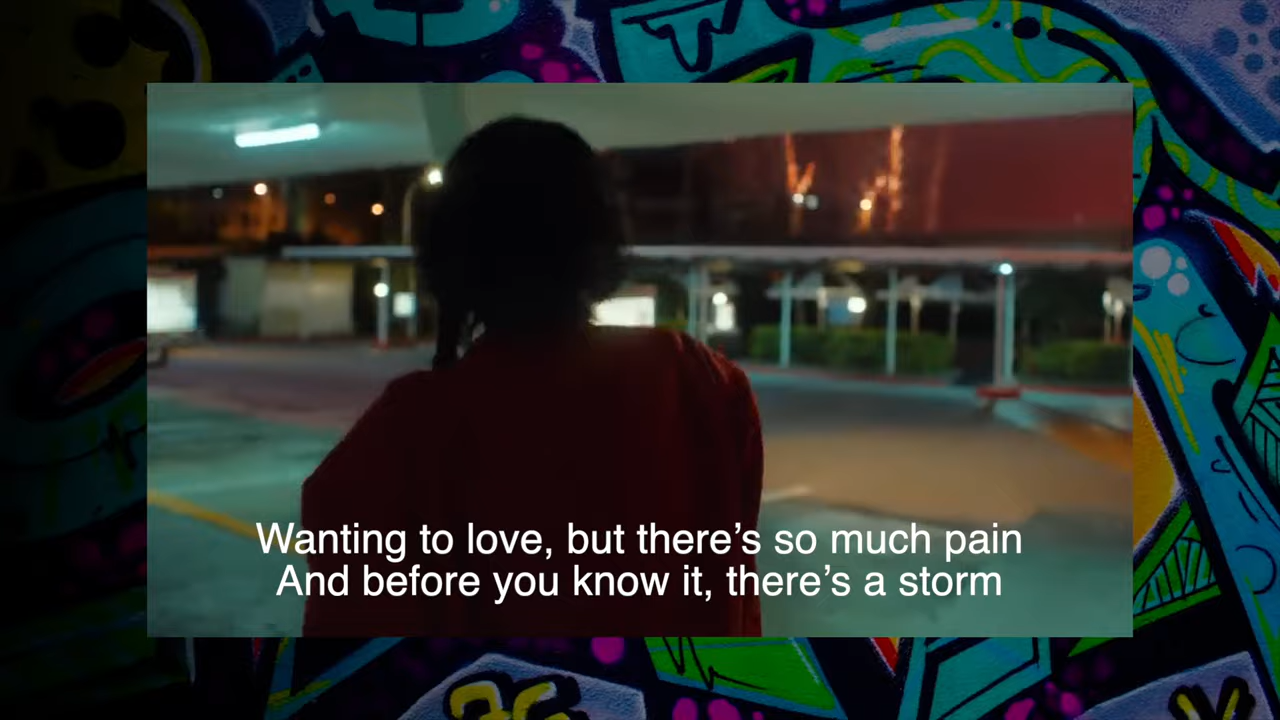 Wanting to love, but there’s so much pain
And before you know it, there’s a storm